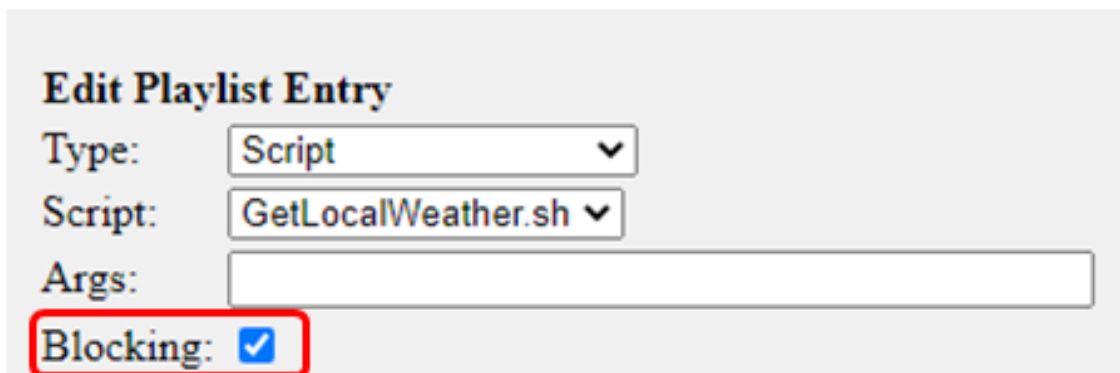 Edit Playlist Entry
Type: Script
Script: GetLocalWeather.sh
Args:
Blocking: